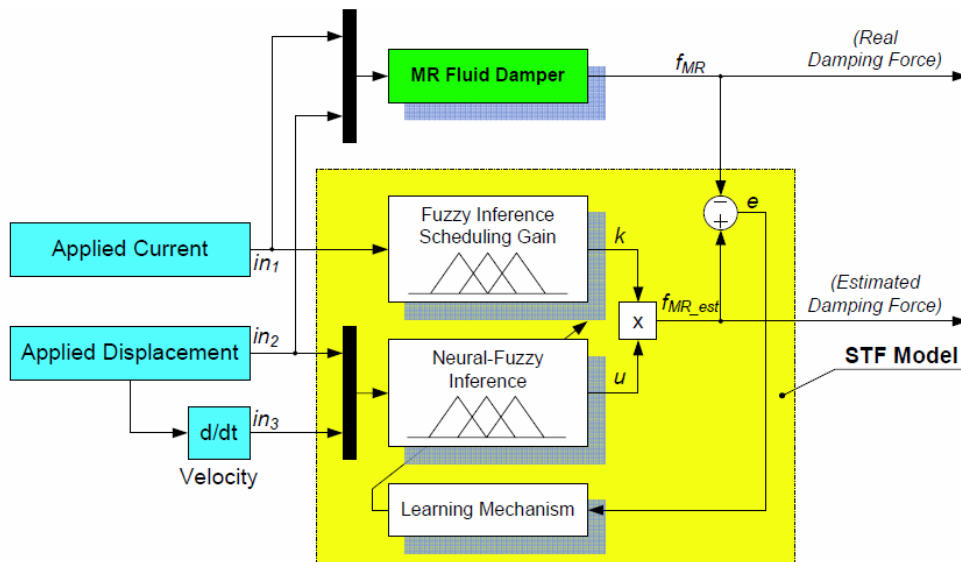 MR Fluid Damper
f_MR
(Real
Damping Force)
Fuzzy Inference
Scheduling Gain
k
−
+
e
Applied Current
in_1
(Estimated
Damping Force)
x
f_MR_est
Applied Displacement
in_2
Neural-Fuzzy
Inference
u
STF Model
d/dt
in_3
Velocity
Learning Mechanism